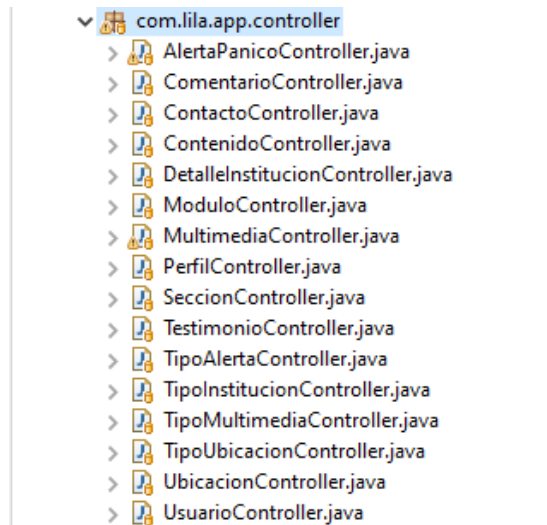 com.lila.app.controller
AlertaPanicoController.java
ComentarioController.java
ContactoController.java
ContenidoController.java
DetalleInstitucionController.java
ModuloController.java
MultimediaController.java
PerfilController.java
SeccionController.java
TestimonioController.java
TipoAlertaController.java
TipoInstitucionController.java
TipoMultimediaController.java
TipoUbicacionController.java
UbicacionController.java
UsuarioController.java